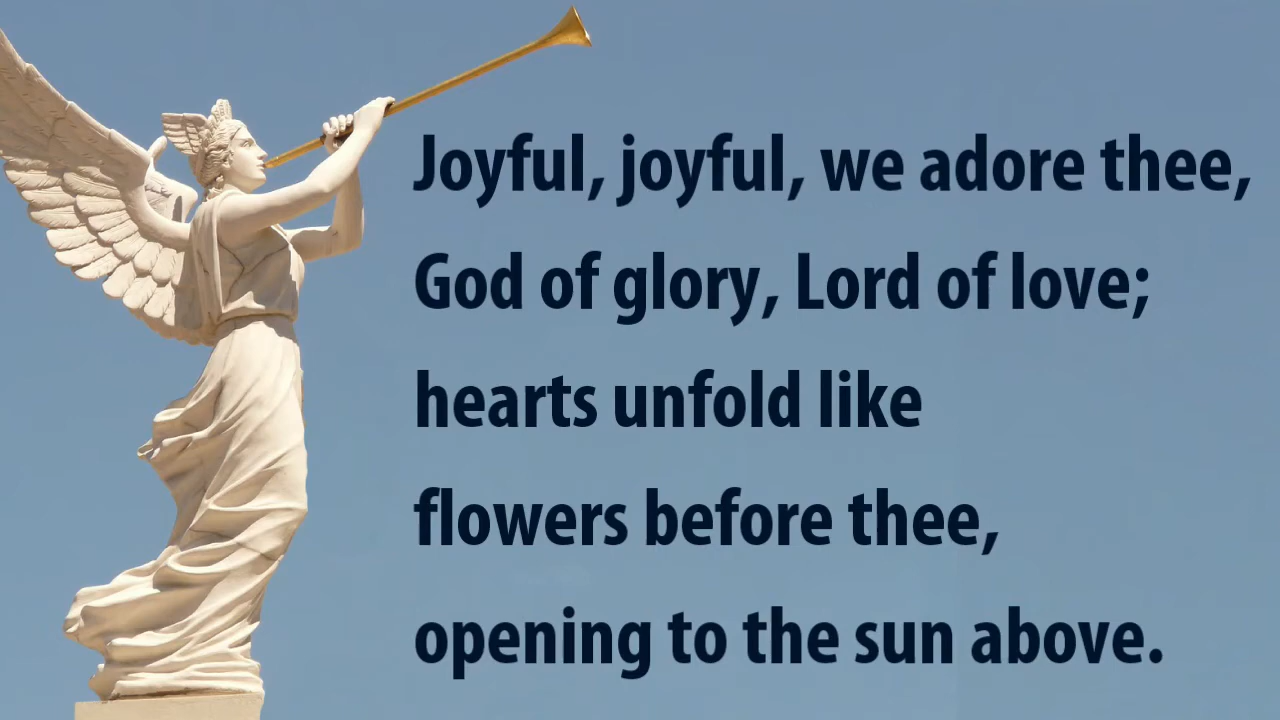 Joyful, joyful, we adore thee,
God of glory, Lord of love;
hearts unfold like
flowers before thee,
opening to the sun above.